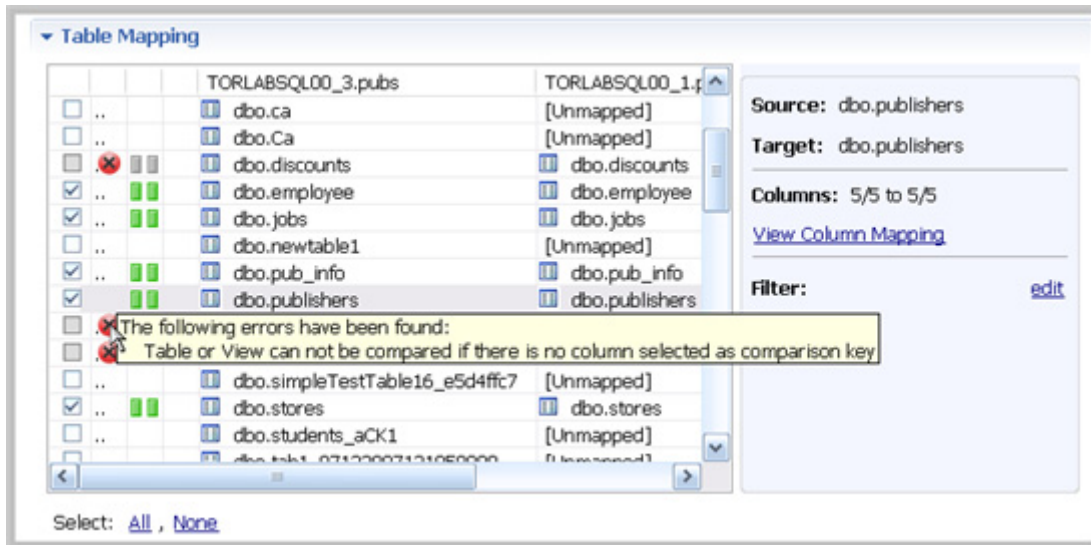 Table Mapping
TORLABSQL00_3.pubs TORLABSQL00_1.p
.. dbo.ca [Unmapped]
.. dbo.Ca [Unmapped]
. dbo.discounts dbo.discounts
.. dbo.employee dbo.employee
.. dbo.jobs dbo.jobs
.. dbo.newtable1 [Unmapped]
.. dbo.pub_info dbo.pub_info
dbo.publishers dbo.publishers
The following errors have been found:
Table or View can not be compared if there is no column selected as comparison key
.. dbo.simpleTestTable16_e5d4ffc7 [Unmapped]
.. dbo.stores dbo.stores
.. dbo.students_aCK1 [Unmapped]
[Unmapped]
Select: All , None
Source: dbo.publishers
Target: dbo.publishers
Columns: 5/5 to 5/5
View Column Mapping
Filter: edit